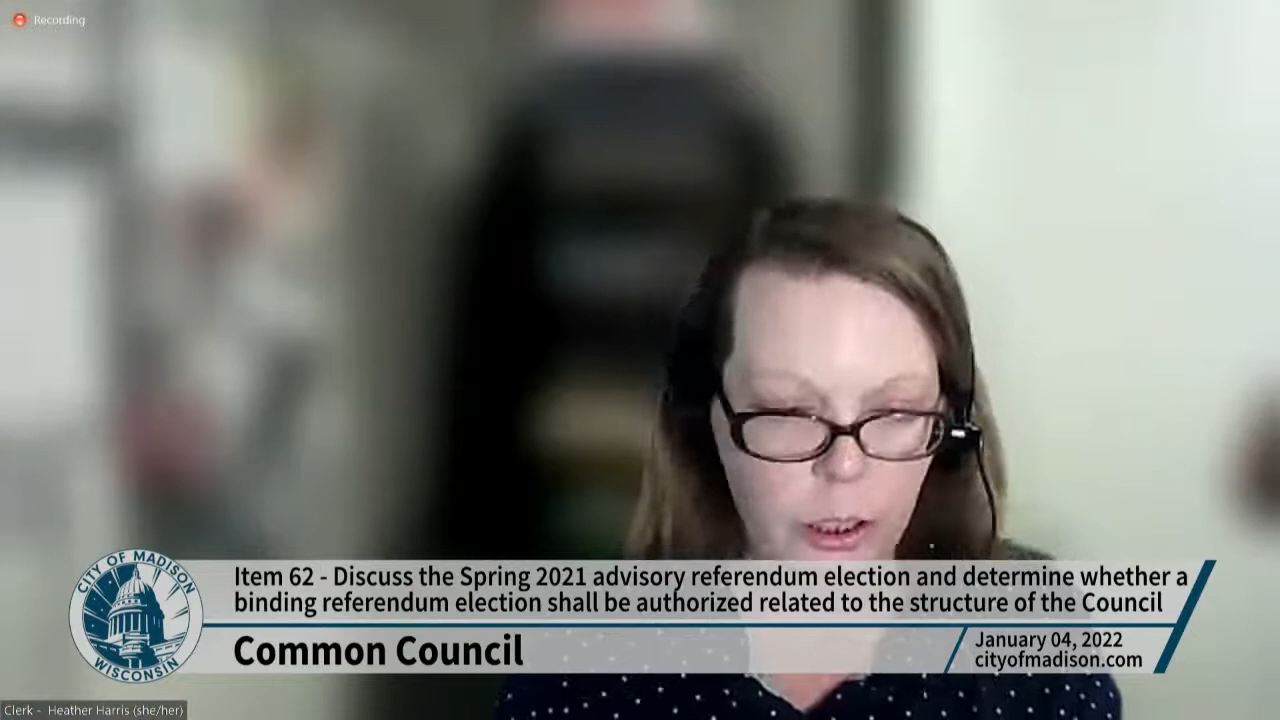 Recording
Item 62 - Discuss the Spring 2021 advisory referendum election and determine whether a
binding referendum election shall be authorized related to the structure of the Council
Common Council
January 04, 2022
cityofmadison.com
CITY OF MADISON
WISCONSIN
Clerk - Heather Harris (she/her)